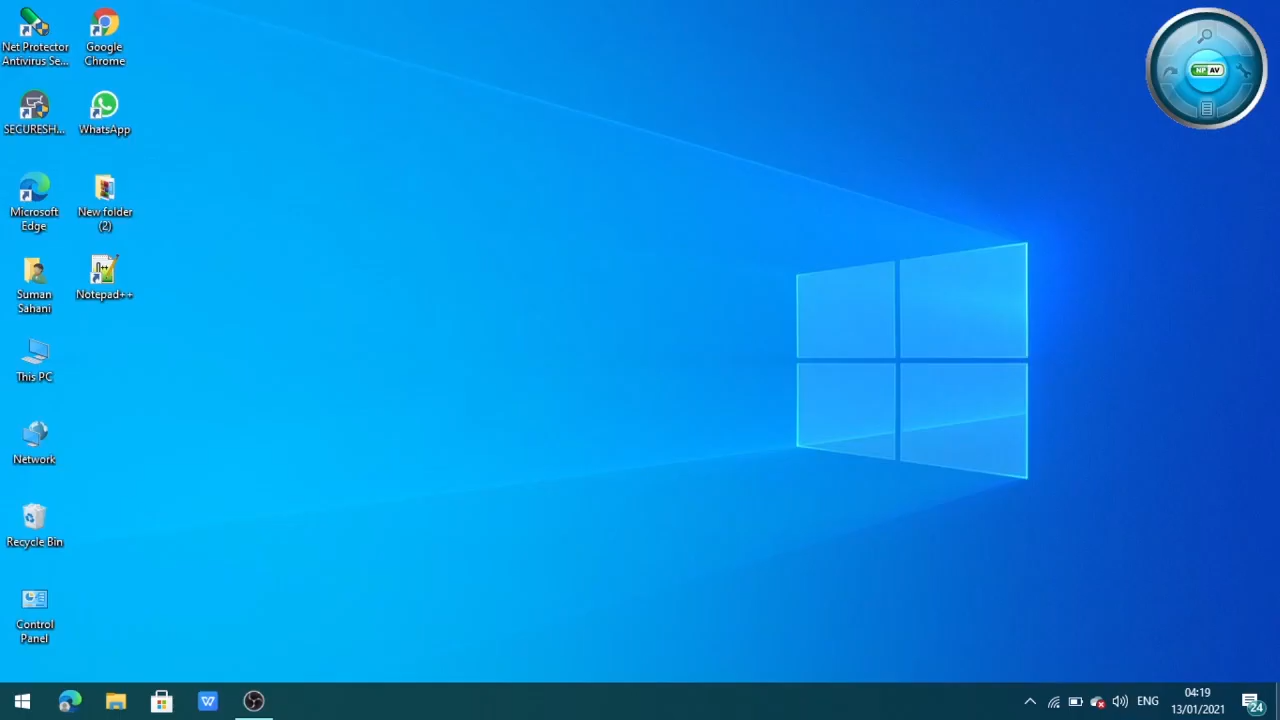 Net Protector
Antivirus Se...
Google
Chrome
NP AV
SECURESH...
WhatsApp
Microsoft
Edge
New folder
(2)
Suman
Sahani
Notepad++
This PC
Network
Recycle Bin
Control
Panel
W
ENG
04:19
13/01/2021
24